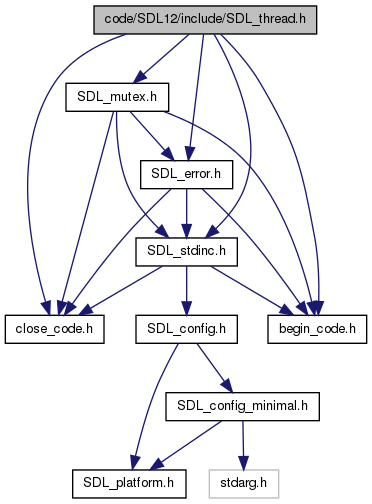 code/SDL12/include/SDL_thread.h
SDL_mutex.h
SDL_error.h
SDL_stdinc.h
close_code.h
SDL_config.h
begin_code.h
SDL_config_minimal.h
SDL_platform.h
stdarg.h